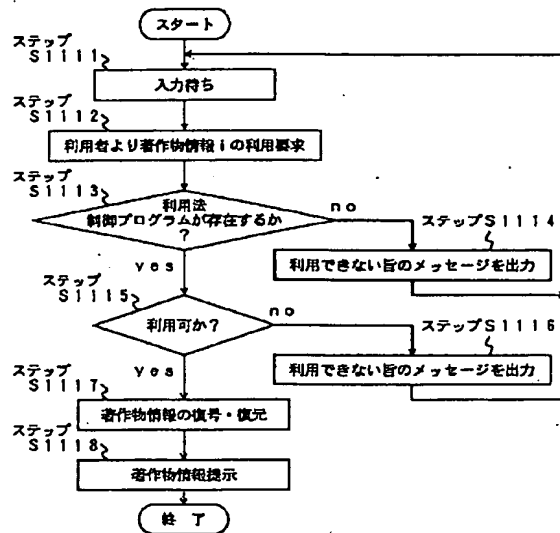 スタート
ステップ
S1111
入力待ち
ステップ
S1112
利用者より著作物情報iの利用要求
ステップ
S1113
利用法
制御プログラムが存在するか
?
no
yes
ステップS1114
利用できない旨のメッセージを出力
ステップ
S1115
利用可か?
no
yes
ステップS1116
利用できない旨のメッセージを出力
ステップ
S1117
著作物情報の復号・復元
ステップ
S1118
著作物情報提示
終了